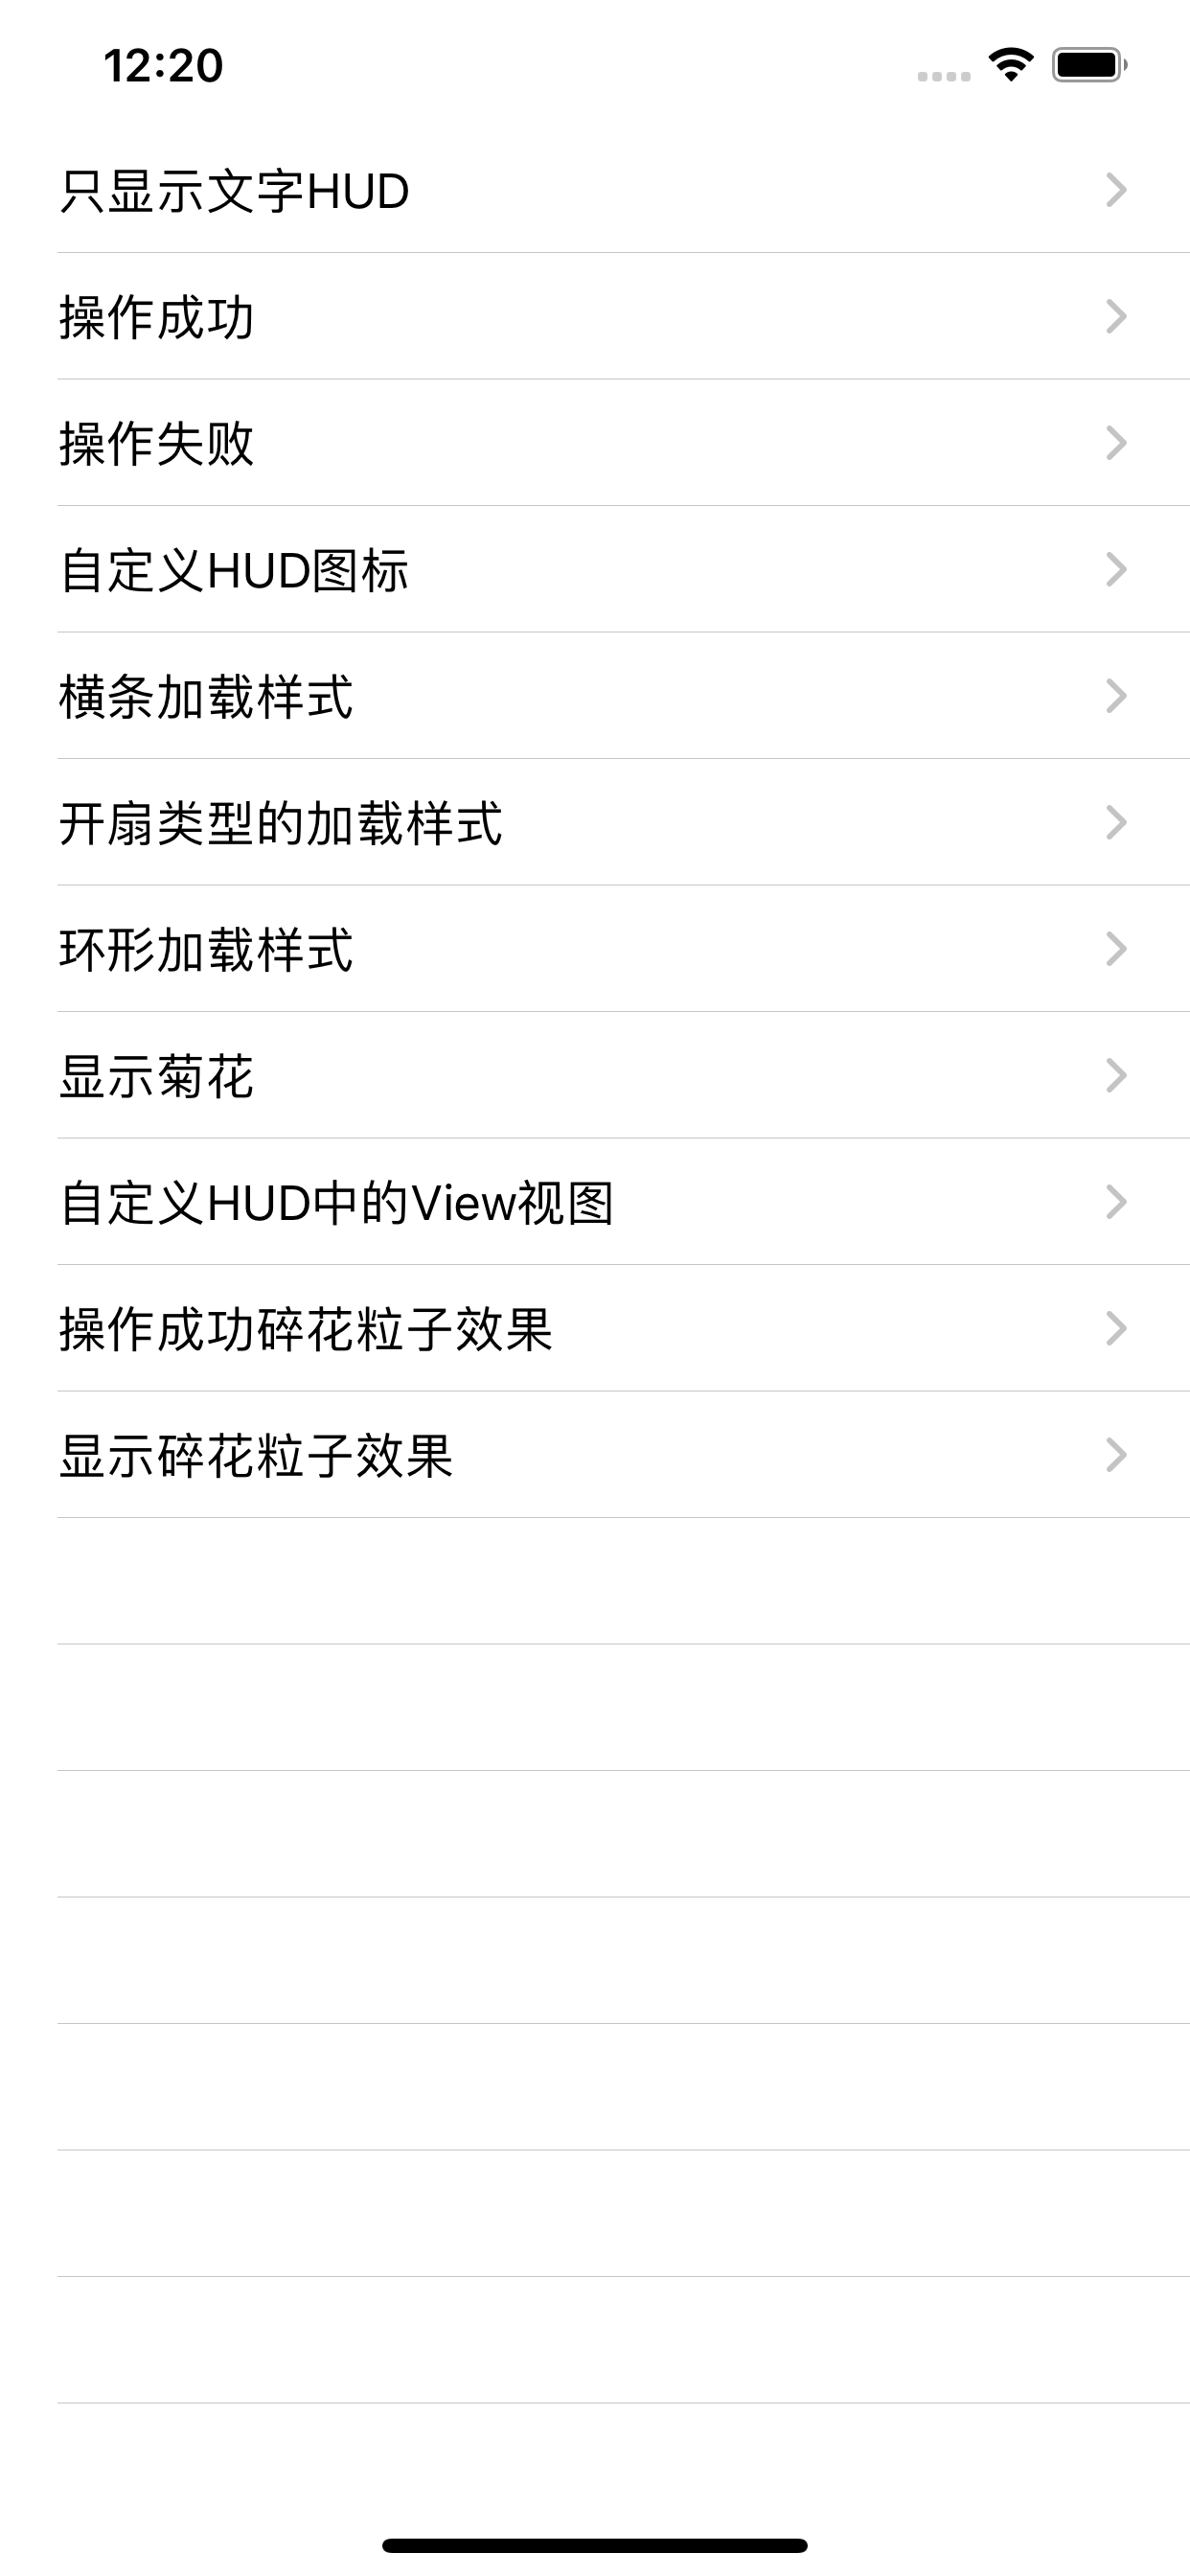 12:20
只显示文字HUD
操作成功
操作失败
自定义HUD图标
横条加载样式
开扇类型的加载样式
环形加载样式
显示菊花
自定义HUD中的View视图
操作成功碎花粒子效果
显示碎花粒子效果